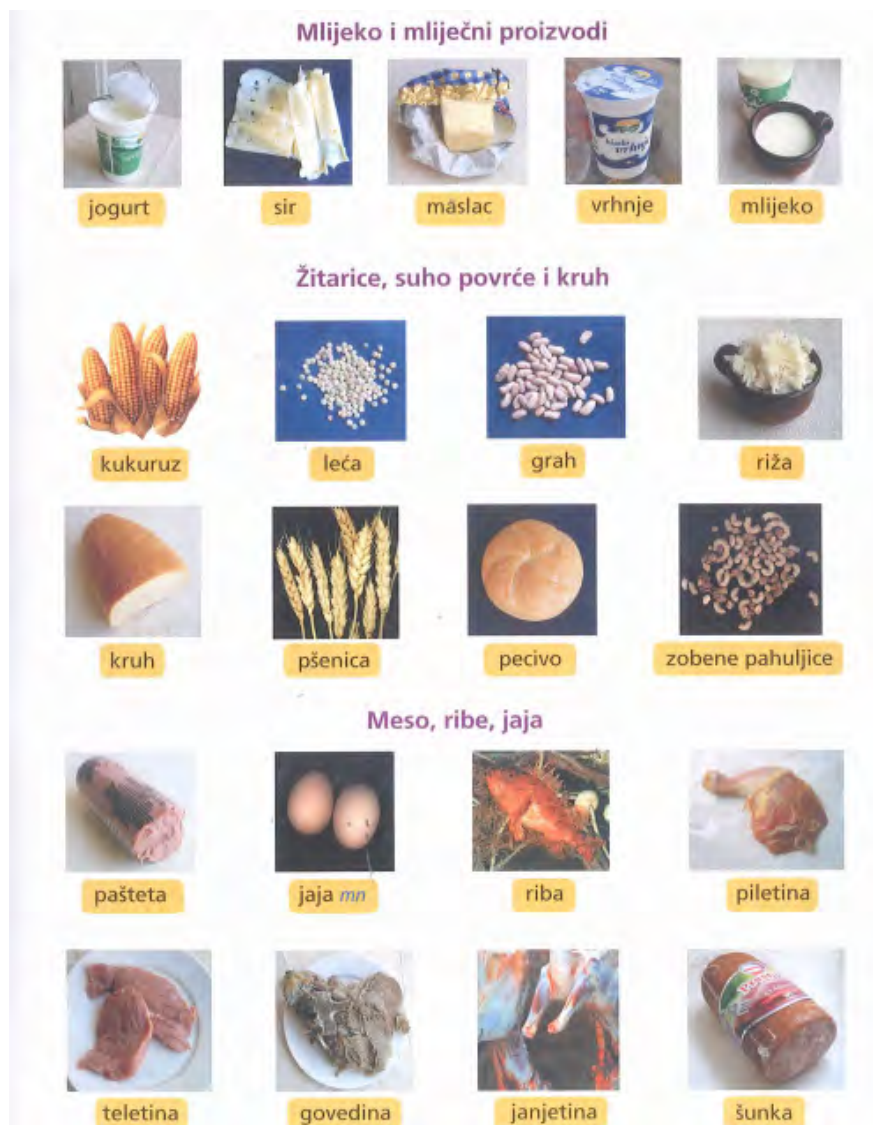 Mlijeko i mliječni proizvodi
jogurt sir máslac vrhnje mlijeko
Žitarice, suho povrće i kruh
kukuruz leća grah riža
kruh pšenica pecivo zobene pahuljice
Meso, ribe, jaja
pašteta jaja mn riba piletina
teletina govedina janjetina šunka